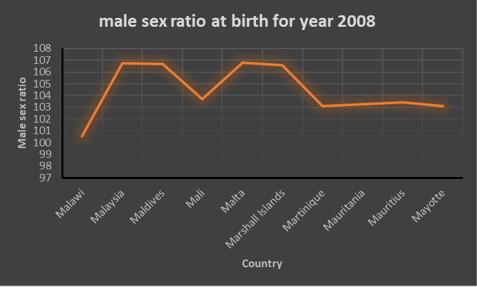 male sex ratio at birth for year 2008
Male sex ratio
108
107
106
105
104
103
102
101
100
99
98
97
Malawi
Malaysia
Maldives
Mali
Malta
Marshall Islands
Martinique
Mauritania
Mauritius
Mayotte
Country